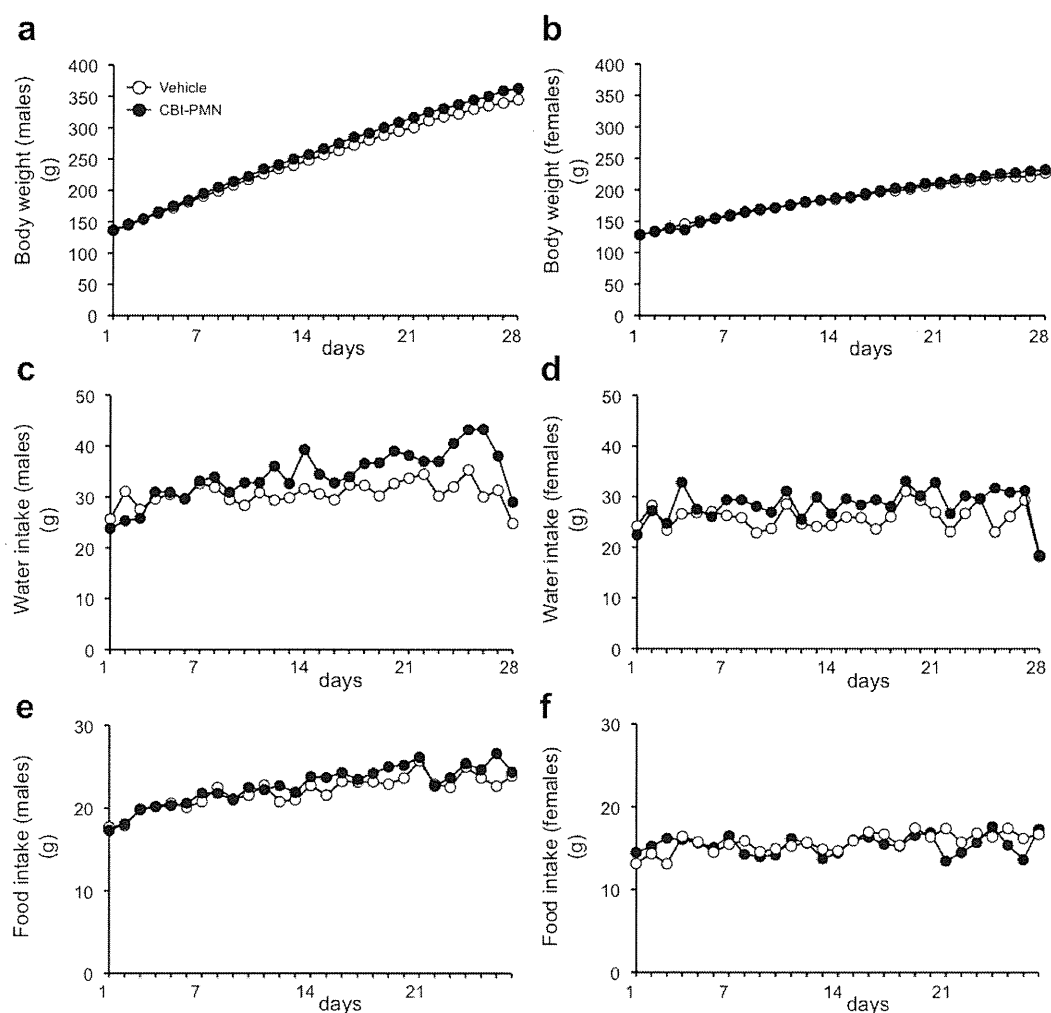 a
Body weight (males)
(g)
400
350
300
250
200
150
100
50
0
Vehicle
CBI-PMN
1
7
14
21
28
days
b
Body weight (females)
(g)
400
350
300
250
200
150
100
50
0
1
7
14
21
28
days
c
Water intake (males)
(g)
50
40
30
20
10
0
1
7
14
21
28
days
d
Water intake (females)
(g)
50
40
30
20
10
0
1
7
14
21
28
days
e
Food intake (males)
(g)
30
20
10
0
1
7
14
21
days
f
Food intake (females)
(g)
30
20
10
0
1
7
14
21
days